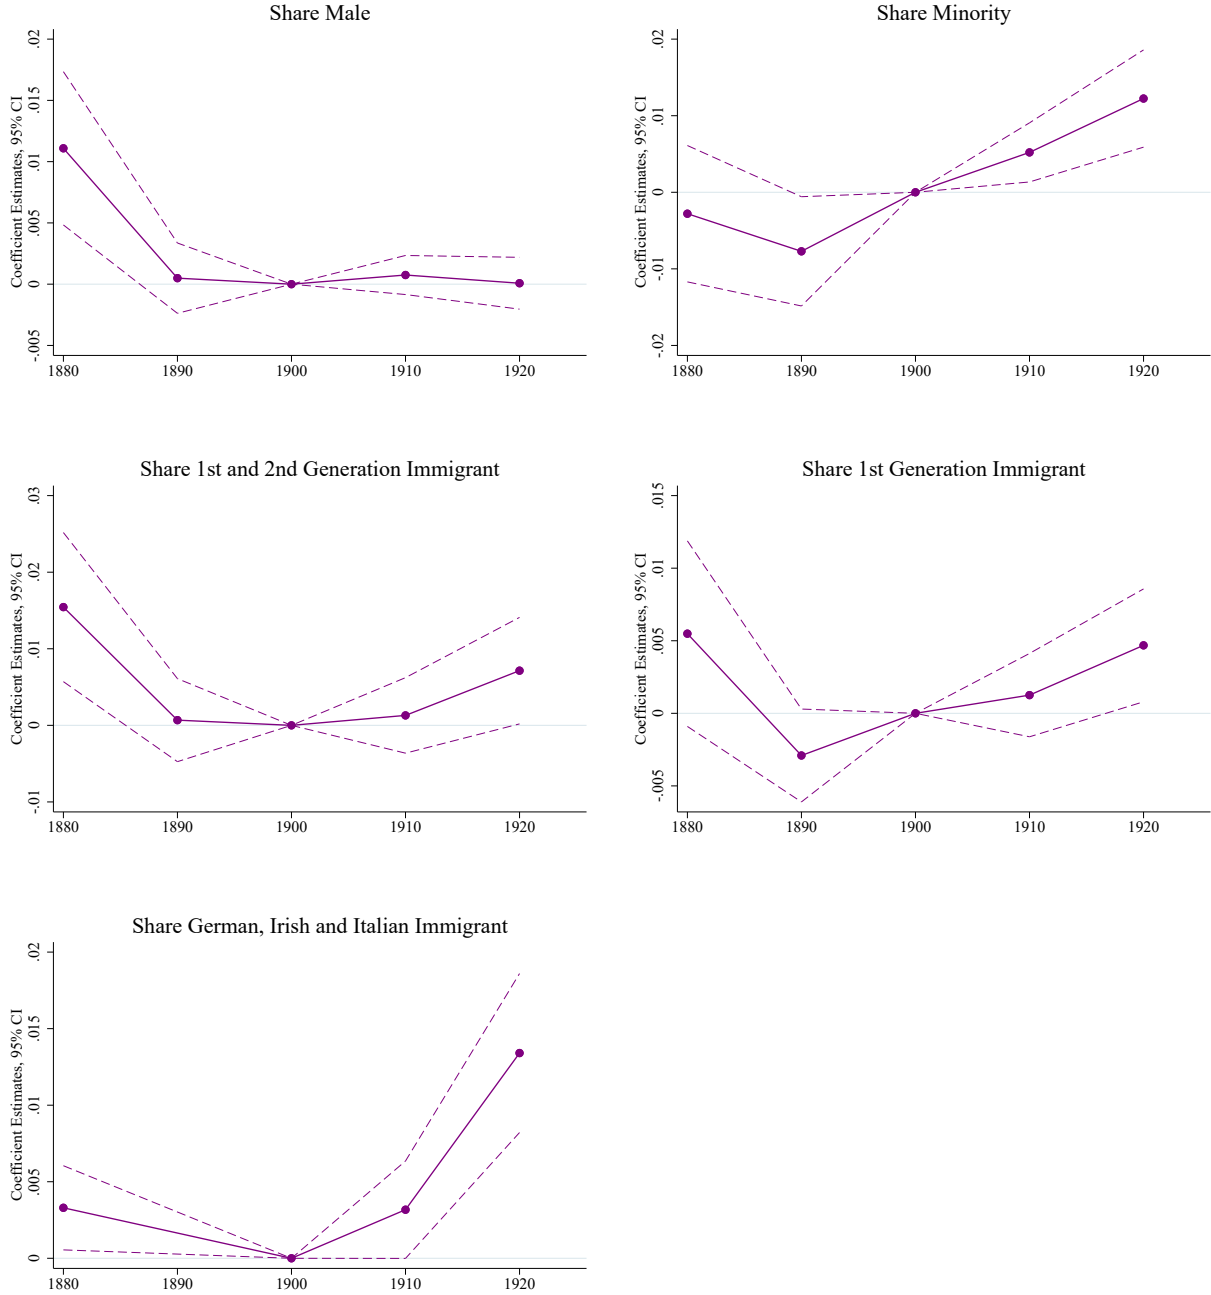 Share Male
Coefficient Estimates, 95% CI
.02
.015
.01
.005
0
-.005
1880 1890 1900 1910 1920
Share Minority
Coefficient Estimates, 95% CI
.02
.01
0
-.01
-.02
1880 1890 1900 1910 1920
Share 1st and 2nd Generation Immigrant
Coefficient Estimates, 95% CI
.03
.02
.01
0
-.01
1880 1890 1900 1910 1920
Share 1st Generation Immigrant
Coefficient Estimates, 95% CI
.015
.01
.005
0
-.005
1880 1890 1900 1910 1920
Share German, Irish and Italian Immigrant
Coefficient Estimates, 95% CI
.02
.015
.01
.005
0
1880 1890 1900 1910 1920